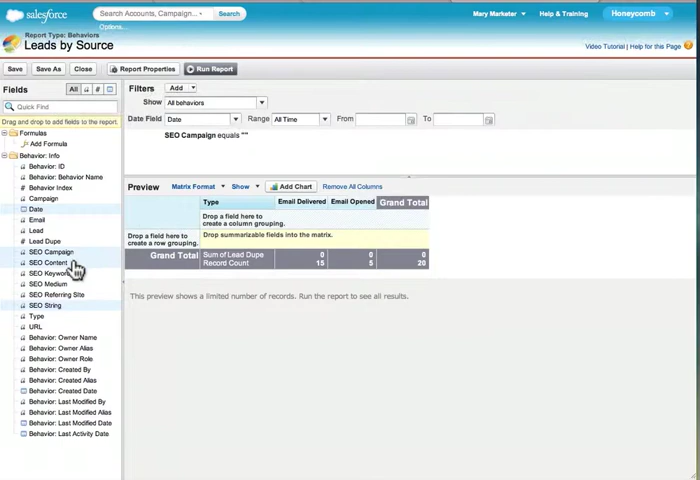 salesforce
Search Accounts, Campaign...
Search
Options...
Mary Marketer
Help & Training
Honeycomb
Report Type: Behaviors
Leads by Source
Video Tutorial | Help for this Page
Save
Save As
Close
Report Properties
Run Report
Fields
All
a
#
Quick Find
Drag and drop to add fields to the report.
Formulas
Add Formula
Behavior: Info
a Behavior: ID
a Behavior: Behavior Name
# Behavior Index
a Campaign
Date
a Email
a Lead
# Lead Dupe
a SEO Campaign
a SEO Content
a SEO Keywo
a SEO Medium
a SEO Referring Site
a SEO String
a Type
a URL
a Behavior: Owner Name
a Behavior: Owner Alias
a Behavior: Owner Role
a Behavior: Created By
a Behavior: Created Alias
Behavior: Created Date
a Behavior: Last Modified By
a Behavior: Last Modified Alias
Behavior: Last Modified Date
Behavior: Last Activity Date
Filters
Add
Show
All behaviors
Date Field
Date
Range
All Time
From
To
SEO Campaign equals ""
Preview
Matrix Format
Show
Add Chart
Remove All Columns
Type
Email Delivered
Email Opened
Grand Total
Drop a field here to
create a column grouping.
Drop a field here to
create a row grouping.
Drop summarizable fields into the matrix.
Grand Total
Sum of Lead Dupe 0 0 0
Record Count 15 5 20
This preview shows a limited number of records. Run the report to see all results.